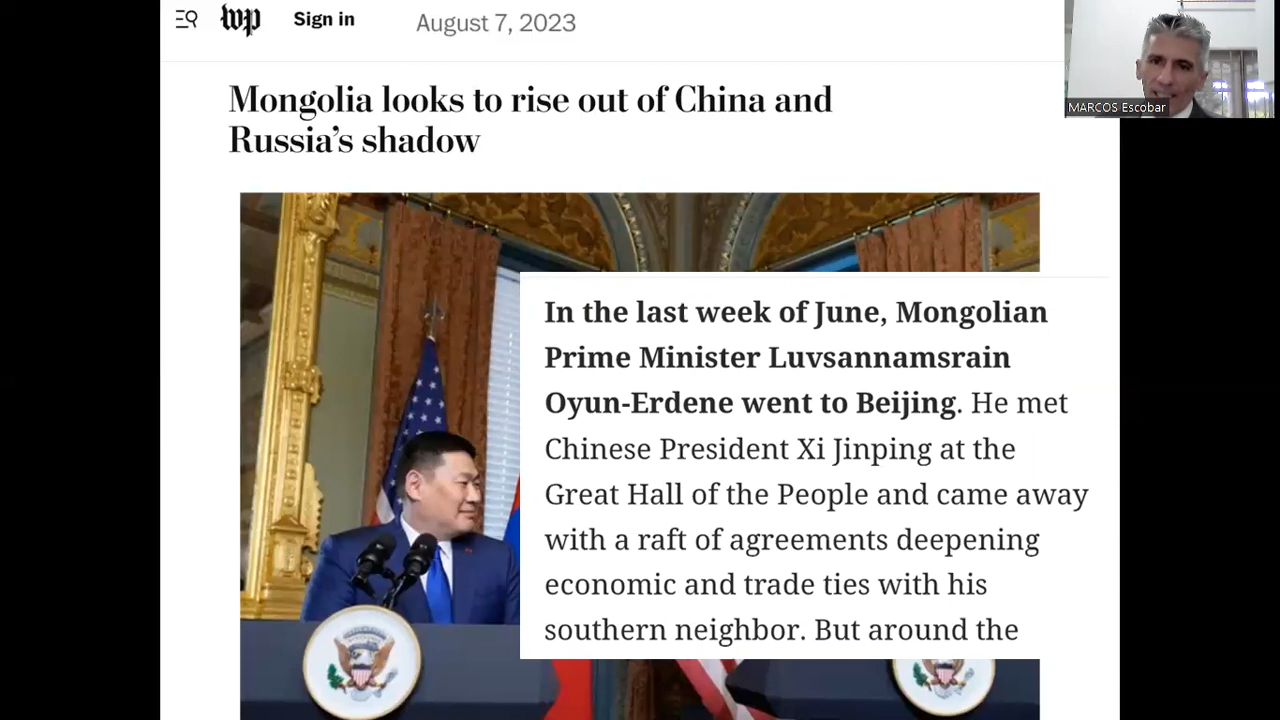 wp
Sign in
August 7, 2023
MARCOS Escobar
Mongolia looks to rise out of China and
Russia's shadow
In the last week of June, Mongolian
Prime Minister Luvsannamsrain
Oyun-Erdene went to Beijing. He met
Chinese President Xi Jinping at the
Great Hall of the People and came away
with a raft of agreements deepening
economic and trade ties with his
southern neighbor. But around the